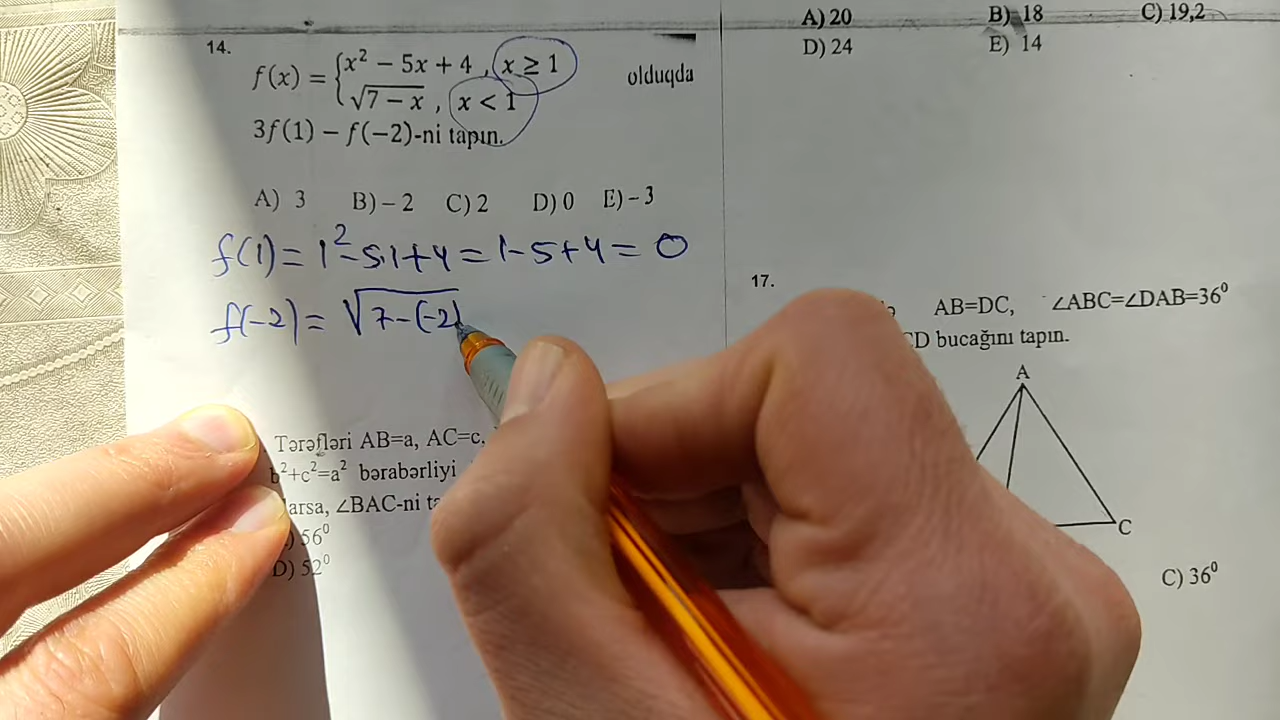 14.
f(x) = {x² − 5x + 4 , x ≥ 1
√7 − x , x < 1 olduqda
3f(1) − f(−2)-ni tapın.
A) 3 B) − 2 C) 2 D) 0 E) − 3
f(1) = 1² − 5.1 + 4 = 1 − 5 + 4 = 0
f(−2) = √7 − (−2)
Tərəfləri AB=a, AC=c,
b²+c²=a² bərabərliyi
∠BAC-ni
56⁰
D) 52⁰
A) 20 B) 18 C) 19,2
D) 24 E) 14
17.
AB=DC, ∠ABC=∠DAB=36⁰
bucağını tapın.
A
C
C) 36⁰